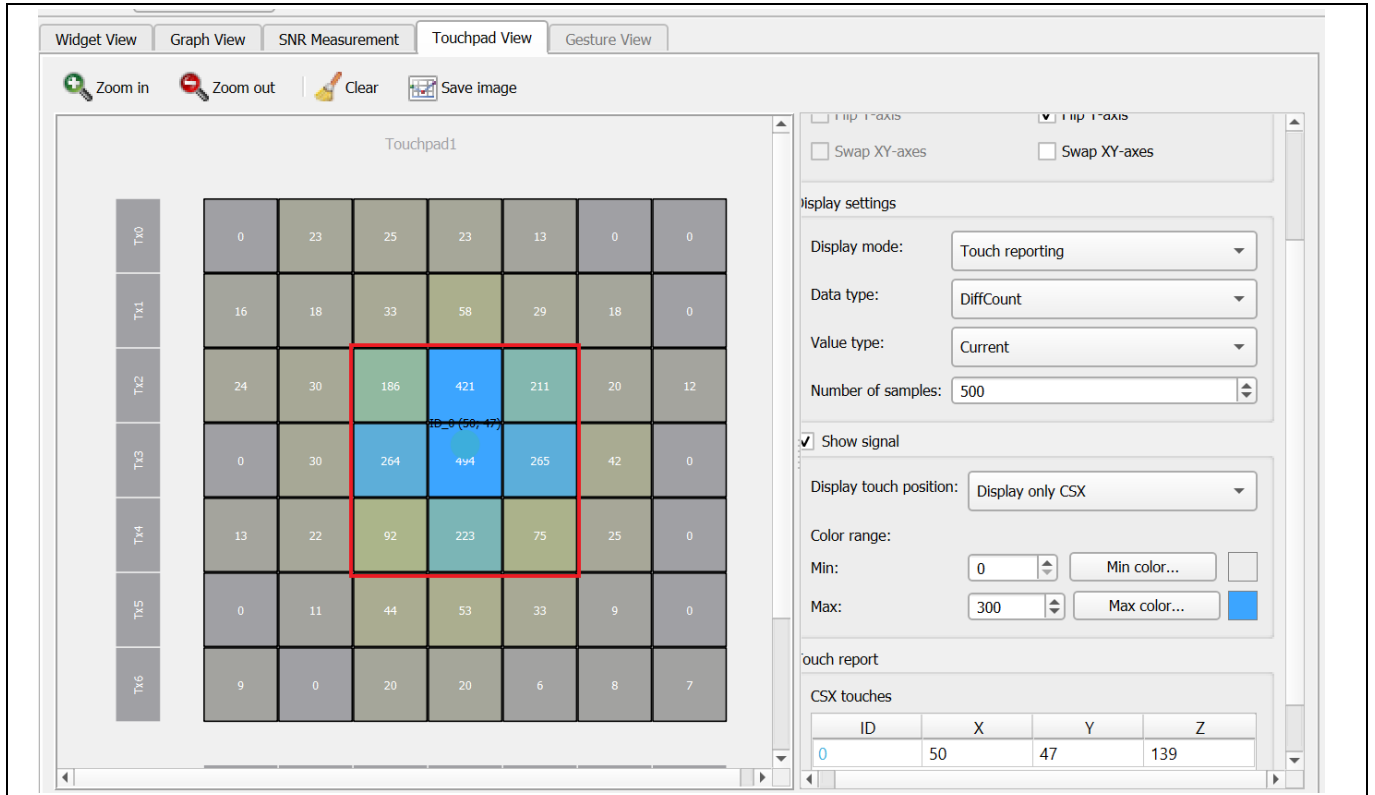 Widget View Graph View SNR Measurement Touchpad View Gesture View
Zoom in Zoom out Clear Save image
Touchpad1
Tx0 0 23 25 23 13 0 0
Tx1 16 18 33 58 29 18 0
Tx2 24 30 186 421 211 20 12
ID_0 (50; 47)
Tx3 0 30 264 494 265 42 0
Tx4 13 22 92 223 75 25 0
Tx5 0 11 44 53 33 9 0
Tx6 9 0 20 20 6 8 7
Swap XY-axes Swap XY-axes
Display settings
Display mode: Touch reporting
Data type: DiffCount
Value type: Current
Number of samples: 500
Show signal
Display touch position: Display only CSX
Color range:
Min: 0 Min color...
Max: 300 Max color...
Touch report
CSX touches
ID X Y Z
0 50 47 139